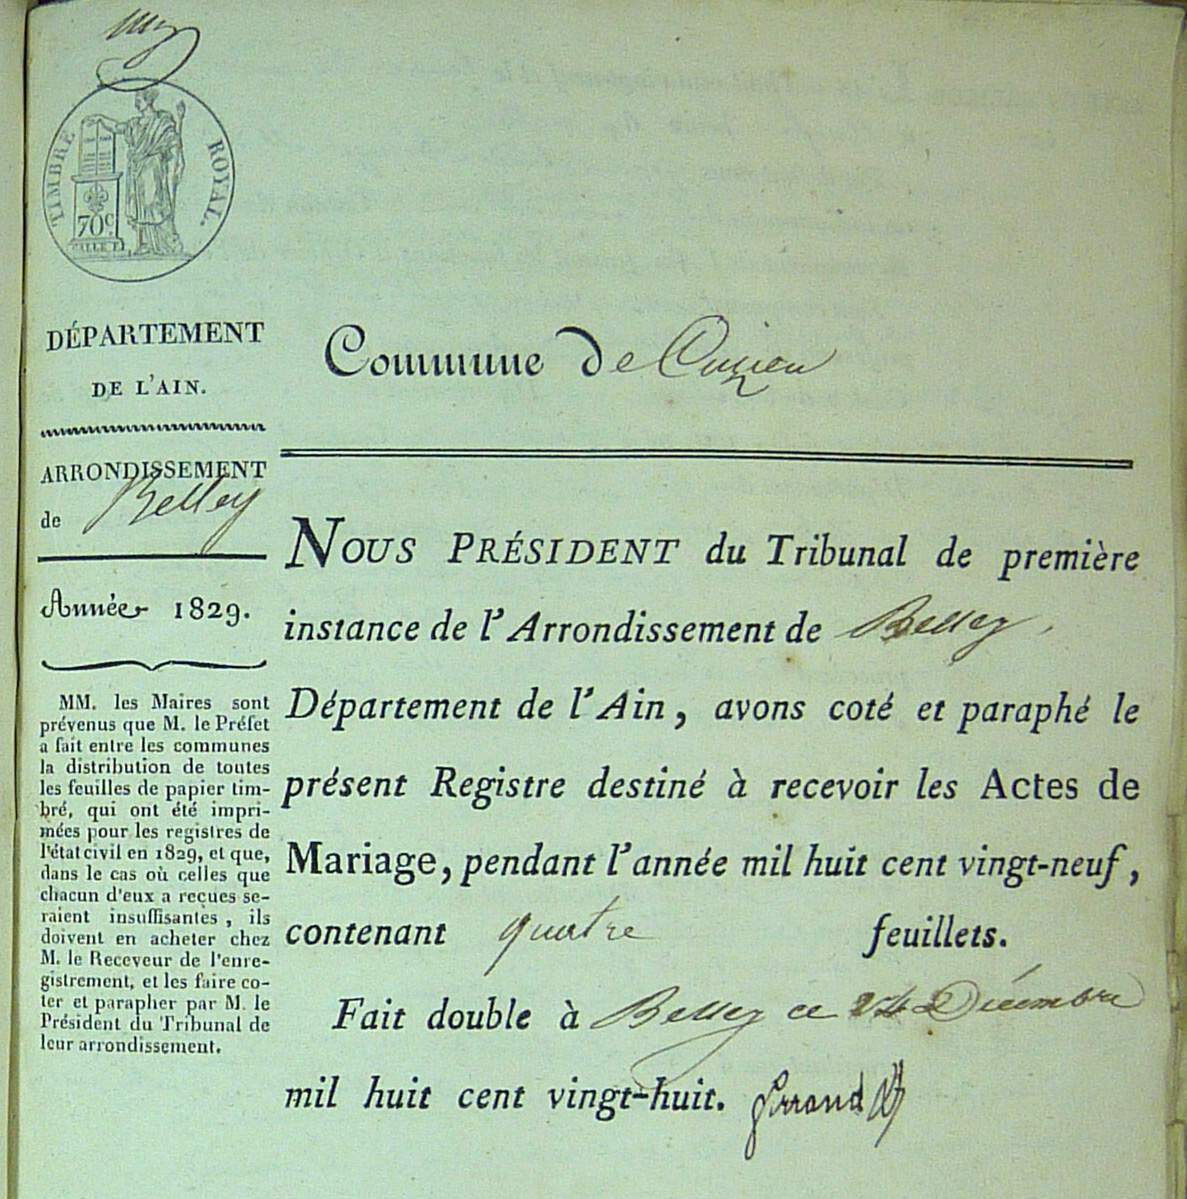 TIMBRE ROYAL.
70c.
DÉPARTEMENT
DE L'AIN.
ARRONDISSEMENT
de Belley
Année 1829.
MM. les Maires sont
prévenus que M. le Préfet
a fait entre les communes
la distribution de toutes
les feuilles de papier tim-
bré, qui ont été impri-
mées pour les registres de
l'état civil en 1829, et que,
dans le cas où celles que
chacun d'eux a reçues se-
raient insuffisantes, ils
doivent en acheter chez
M. le Receveur de l'enre-
gistrement, et les faire co-
ter et parapher par M. le
Président du Tribunal de
leur arrondissement.
Commune De Cuzieu
NOUS PRÉSIDENT du Tribunal de première
instance de l'Arrondissement de Belley,
Département de l'Ain, avons coté et paraphé le
présent Registre destiné à recevoir les Actes de
Mariage, pendant l'année mil huit cent vingt-neuf,
contenant quatre feuillets.
Fait double à Belley ce 24 Décembre
mil huit cent vingt-huit.